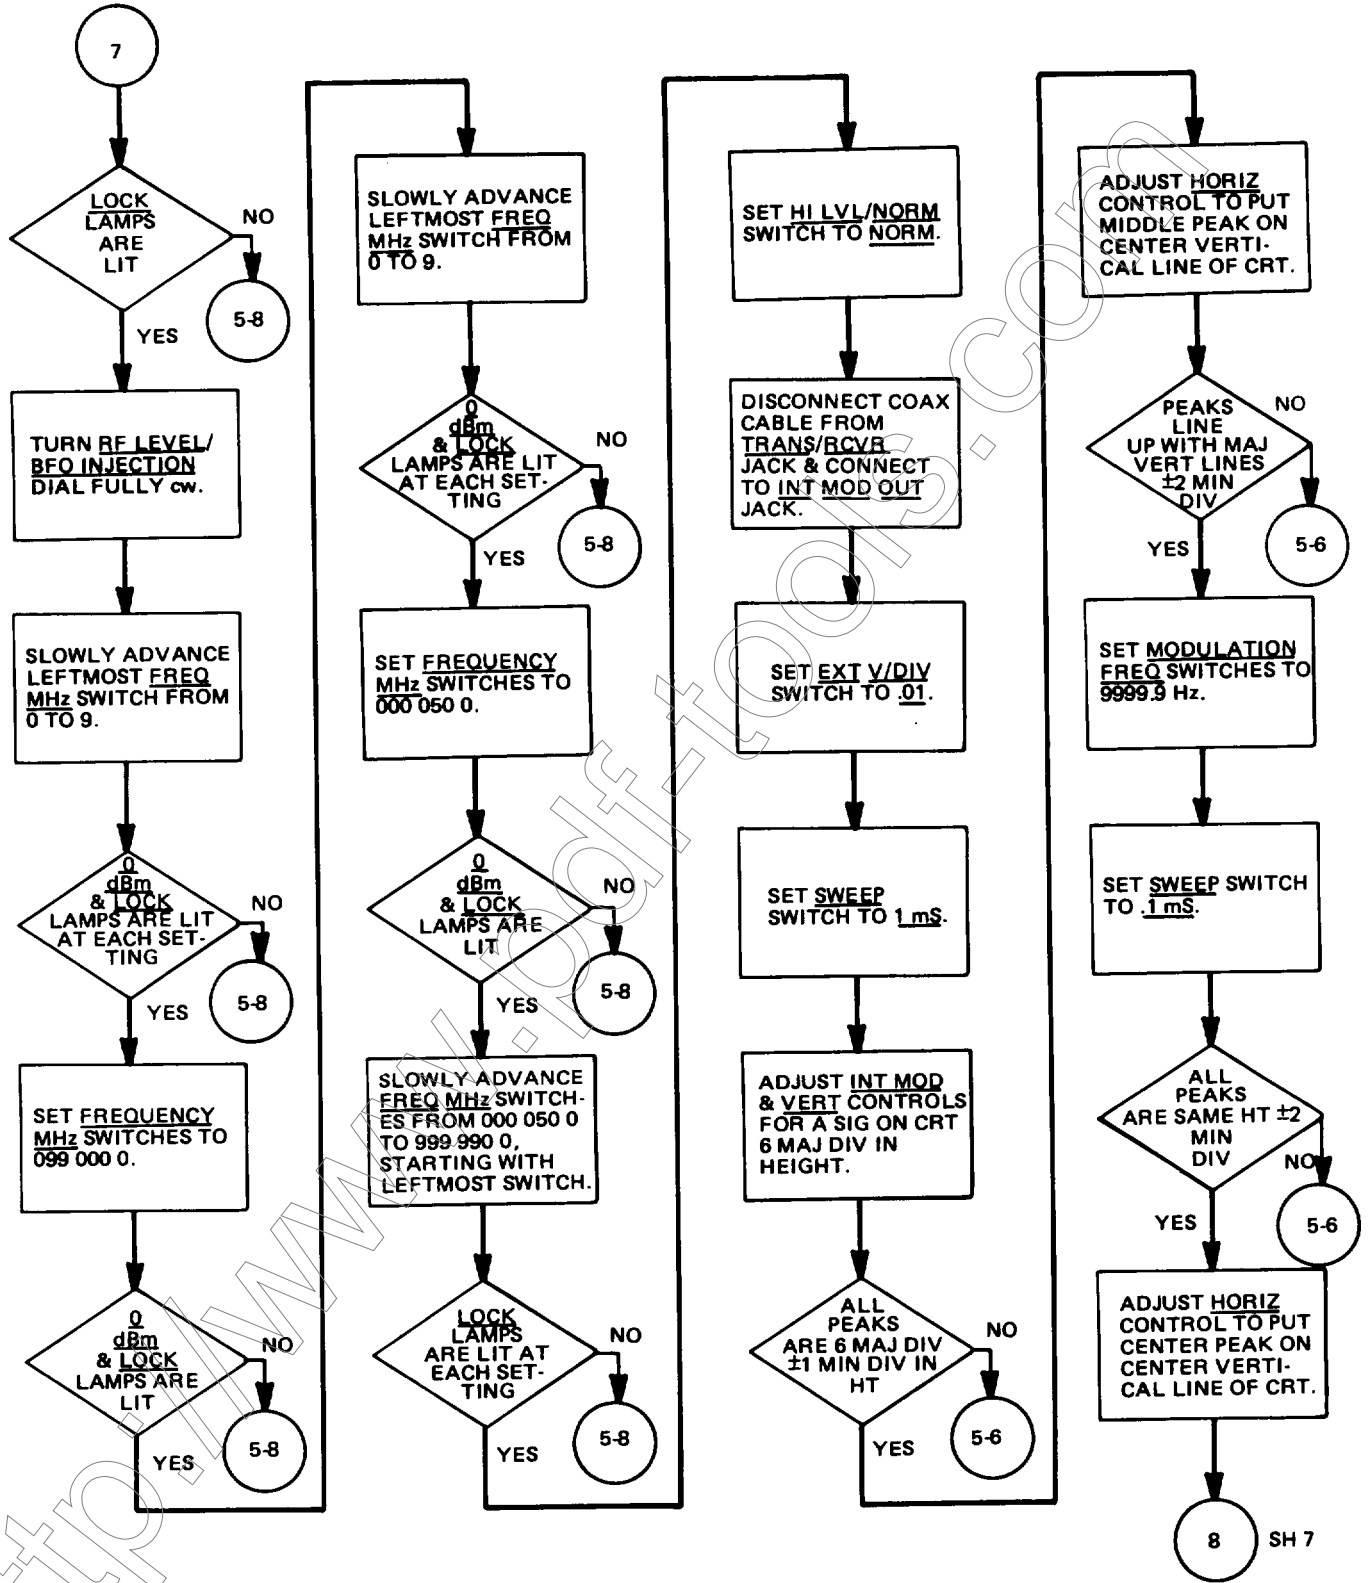 7
LOCK
LAMPS
ARE
LIT
NO
5-8
YES
TURN RF LEVEL/
BFO INJECTION
DIAL FULLY cw.
SLOWLY ADVANCE
LEFTMOST FREQ
MHz SWITCH FROM
0 TO 9.
0
dBm
& LOCK
LAMPS ARE LIT
AT EACH SET-
TING
NO
5-8
YES
SET FREQUENCY
MHz SWITCHES TO
099 000 0.
0
dBm
& LOCK
LAMPS ARE
LIT
NO
5-8
YES
SLOWLY ADVANCE
LEFTMOST FREQ
MHz SWITCH FROM
0 TO 9.
0
dBm
& LOCK
LAMPS ARE LIT
AT EACH SET-
TING
NO
5-8
YES
SET FREQUENCY
MHz SWITCHES TO
000 050 0.
0
dBm
& LOCK
LAMPS ARE
LIT
NO
5-8
YES
SLOWLY ADVANCE
FREQ MHz SWITCH-
ES FROM 000 050 0
TO 999 990 0,
STARTING WITH
LEFTMOST SWITCH.
LOCK
LAMPS
ARE LIT AT
EACH SET-
TING
NO
5-8
YES
SET HI LVL/NORM
SWITCH TO NORM.
DISCONNECT COAX
CABLE FROM
TRANS/RCVR
JACK & CONNECT
TO INT MOD OUT
JACK.
SET EXT V/DIV
SWITCH TO .01.
SET SWEEP
SWITCH TO 1 mS.
ADJUST INT MOD
& VERT CONTROLS
FOR A SIG ON CRT
6 MAJ DIV IN
HEIGHT.
ALL
PEAKS
ARE 6 MAJ DIV
±1 MIN DIV IN
HT
NO
5-6
YES
ADJUST HORIZ
CONTROL TO PUT
MIDDLE PEAK ON
CENTER VERTI-
CAL LINE OF CRT.
PEAKS
LINE
UP WITH MAJ
VERT LINES
±2 MIN
DIV
NO
5-6
YES
SET MODULATION
FREQ SWITCHES TO
9999.9 Hz.
SET SWEEP SWITCH
TO .1 mS.
ALL
PEAKS
ARE SAME HT ±2
MIN
DIV
NO
5-6
YES
ADJUST HORIZ
CONTROL TO PUT
CENTER PEAK ON
CENTER VERTI-
CAL LINE OF CRT.
8 SH 7
http://www.pdf-tools.com